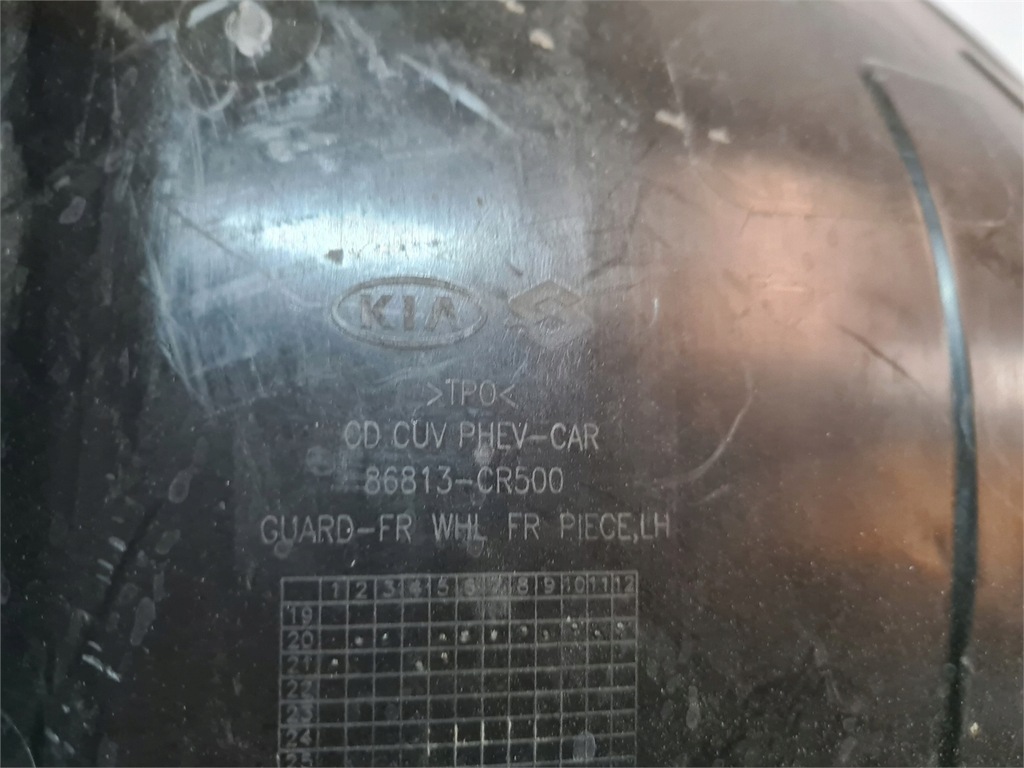 KIA
>TPO<
CD CUV PHEV-CAR
86813-CR500
GUARD-FR WHL FR PIECE,LH
1 2 3 4 5 6 7 8 9 10 11 12
19
20
21
22
23
24
25